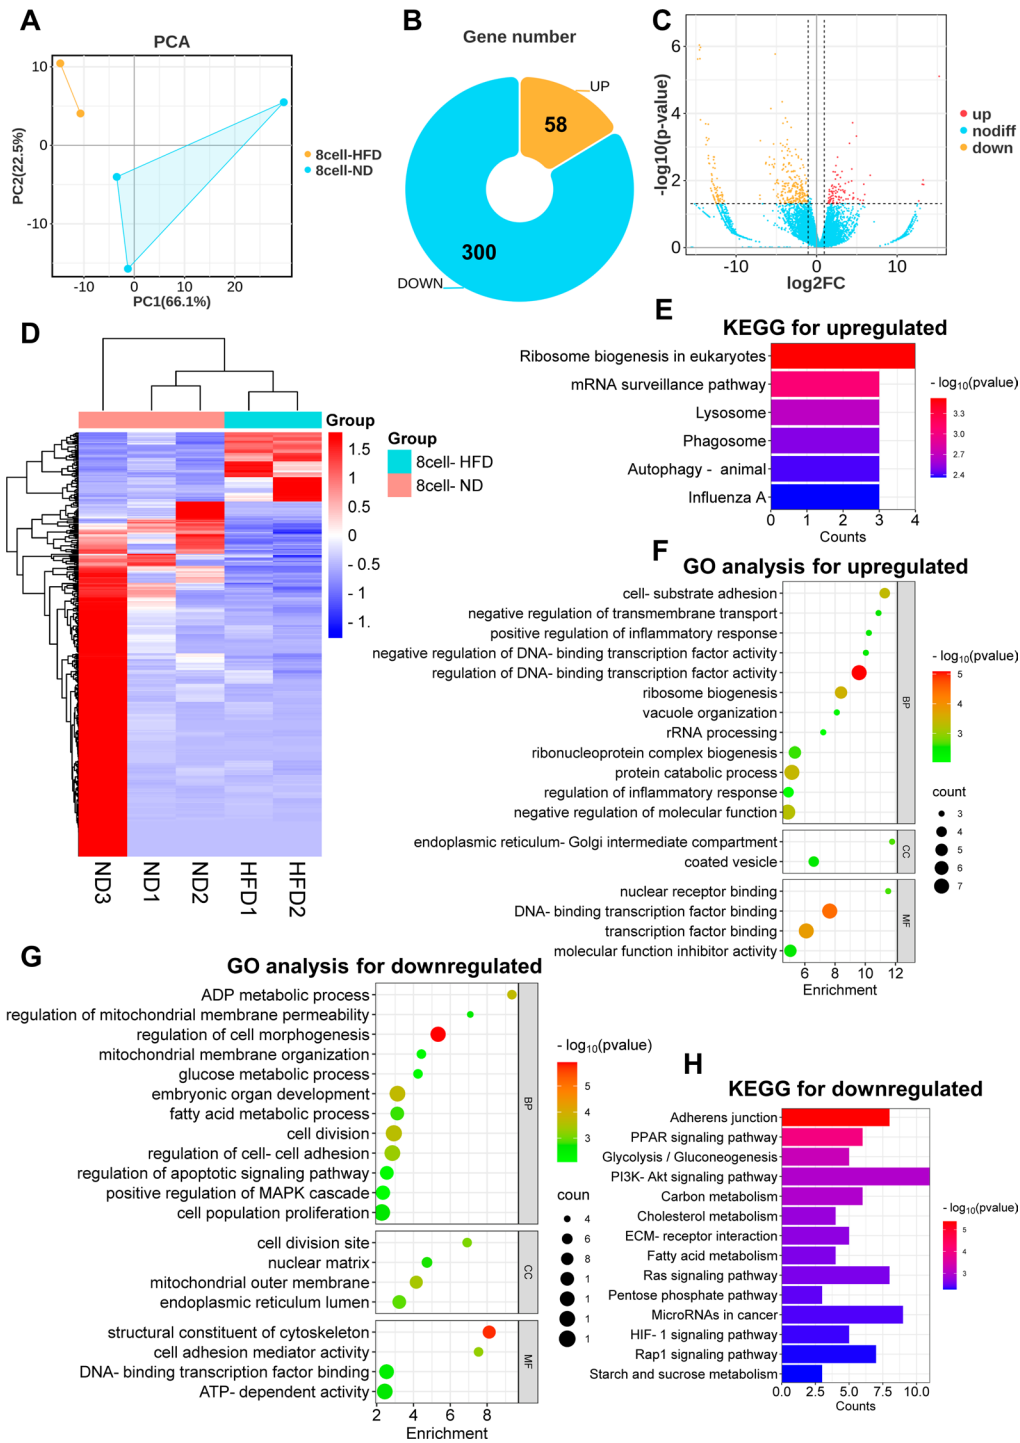 A
PCA
10
0
-10
-10
0
10
20
PC1(66.1%)
PC2(22.5%)
8cell-HFD
8cell-ND
B
Gene number
UP
58
300
DOWN
C
6
4
2
0
-10
0
10
log2FC
-log10(p-value)
up
nodiff
down
D
Group
1.5
1
0.5
0
- 0.5
- 1
- 1.
Group
8cell- HFD
8cell- ND
ND3
ND1
ND2
HFD1
HFD2
E
KEGG for upregulated
Ribosome biogenesis in eukaryotes
mRNA surveillance pathway
Lysosome
Phagosome
Autophagy - animal
Influenza A
0 1 2 3 4
Counts
- log10(pvalue)
3.3
3.0
2.7
2.4
F
GO analysis for upregulated
cell- substrate adhesion
negative regulation of transmembrane transport
positive regulation of inflammatory response
negative regulation of DNA- binding transcription factor activity
regulation of DNA- binding transcription factor activity
ribosome biogenesis
vacuole organization
rRNA processing
ribonucleoprotein complex biogenesis
protein catabolic process
regulation of inflammatory response
negative regulation of molecular function
BP
endoplasmic reticulum- Golgi intermediate compartment
coated vesicle
CC
nuclear receptor binding
DNA- binding transcription factor binding
transcription factor binding
molecular function inhibitor activity
MF
6 8 10 12
Enrichment
- log10(pvalue)
5
4
3
count
3
4
5
6
7
G
GO analysis for downregulated
ADP metabolic process
regulation of mitochondrial membrane permeability
regulation of cell morphogenesis
mitochondrial membrane organization
glucose metabolic process
embryonic organ development
fatty acid metabolic process
cell division
regulation of cell- cell adhesion
regulation of apoptotic signaling pathway
positive regulation of MAPK cascade
cell population proliferation
BP
cell division site
nuclear matrix
mitochondrial outer membrane
endoplasmic reticulum lumen
CC
structural constituent of cytoskeleton
cell adhesion mediator activity
DNA- binding transcription factor binding
ATP- dependent activity
MF
2 4 6 8
Enrichment
- log10(pvalue)
5
4
3
coun
4
6
8
1
1
1
1
H
KEGG for downregulated
Adherens junction
PPAR signaling pathway
Glycolysis / Gluconeogenesis
PI3K- Akt signaling pathway
Carbon metabolism
Cholesterol metabolism
ECM- receptor interaction
Fatty acid metabolism
Ras signaling pathway
Pentose phosphate pathway
MicroRNAs in cancer
HIF- 1 signaling pathway
Rap1 signaling pathway
Starch and sucrose metabolism
0.0 2.5 5.0 7.5 10.0
Counts
- log10(pvalue)
5
4
3